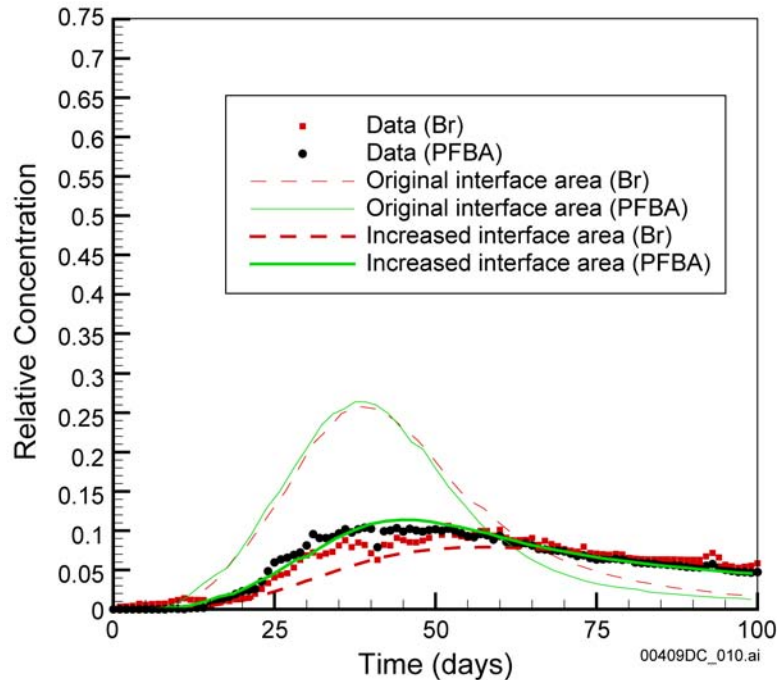 0.75
0.7
0.65
0.6
0.55
0.5
0.45
0.4
0.35
0.3
0.25
0.2
0.15
0.1
0.05
0
Relative Concentration
Data (Br)
Data (PFBA)
Original interface area (Br)
Original interface area (PFBA)
Increased interface area (Br)
Increased interface area (PFBA)
0 25 50 75 100
Time (days)
00409DC_010.ai